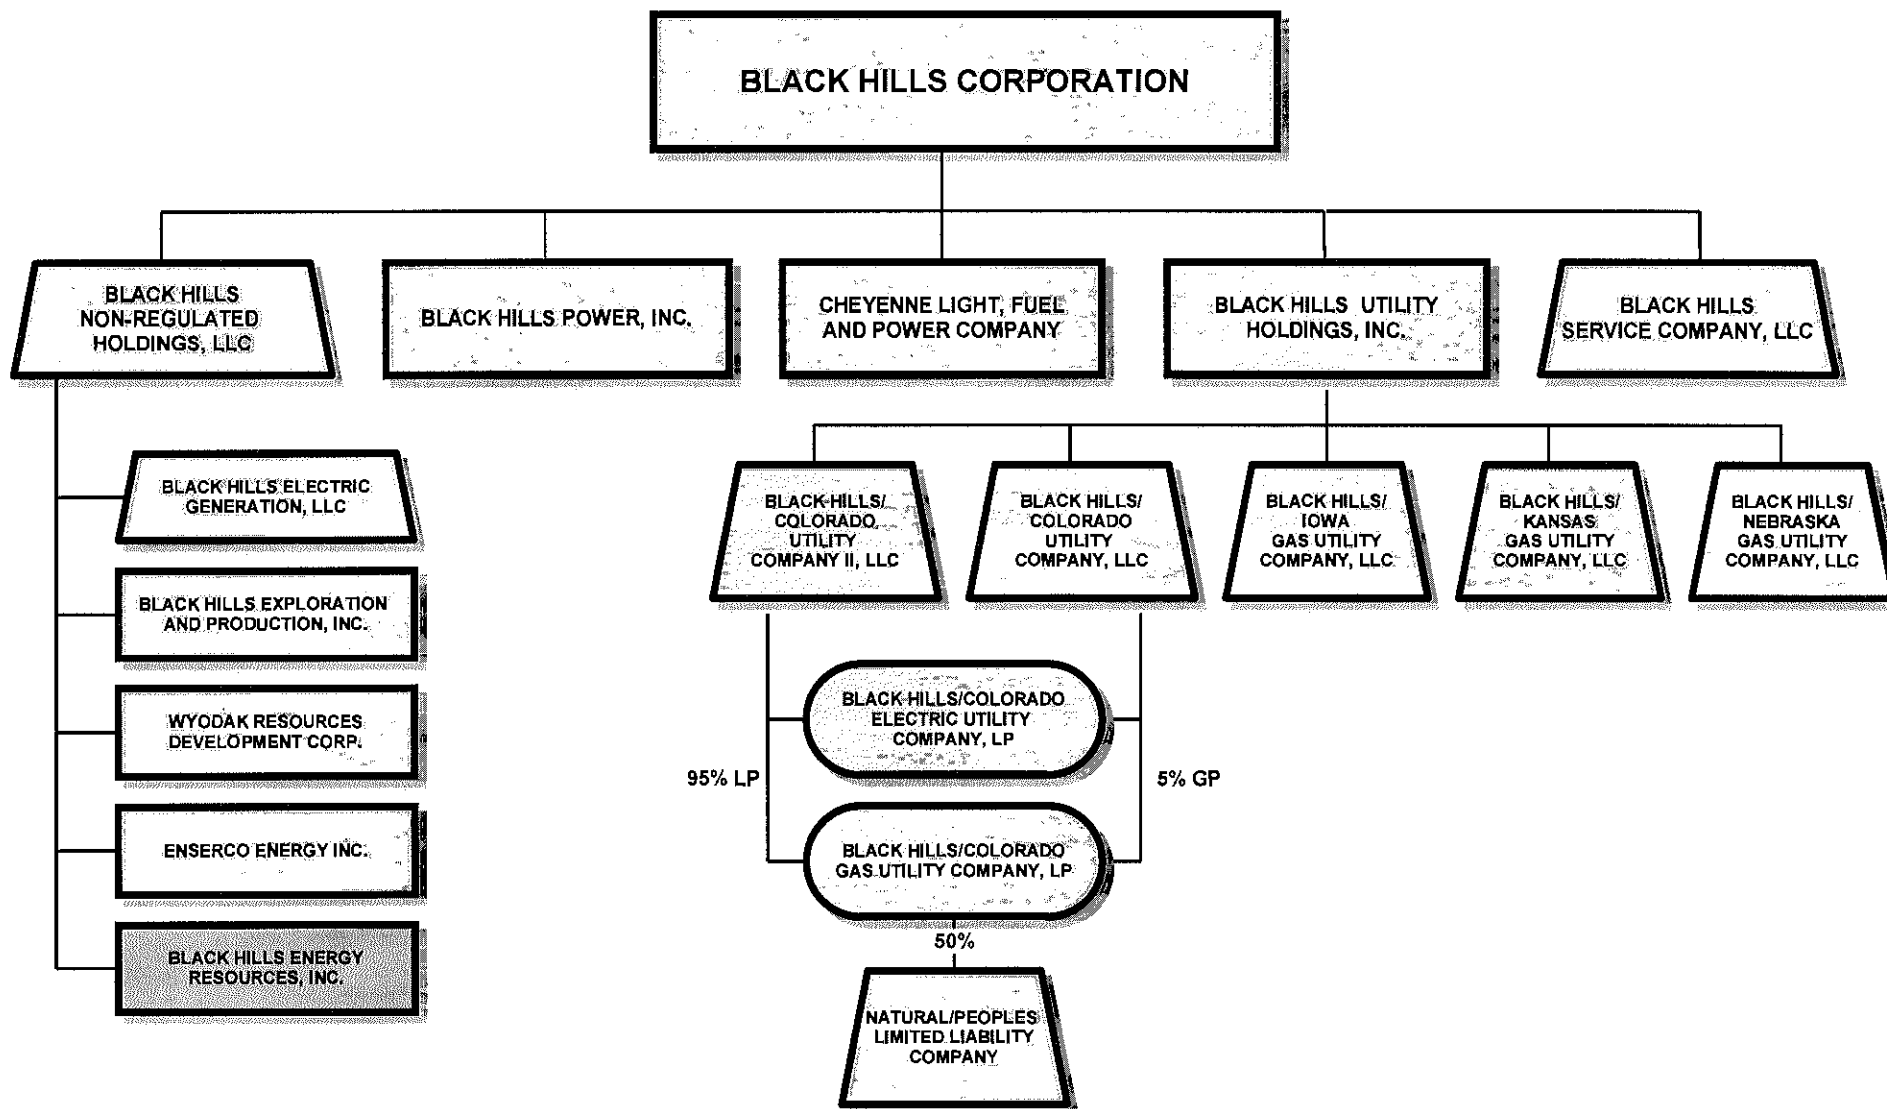 BLACK HILLS CORPORATION
BLACK HILLS
NON-REGULATED
HOLDINGS, LLC
BLACK HILLS POWER, INC.
CHEYENNE LIGHT, FUEL
AND POWER COMPANY
BLACK HILLS UTILITY
HOLDINGS, INC.
BLACK HILLS
SERVICE COMPANY, LLC
BLACK HILLS ELECTRIC
GENERATION, LLC
BLACK HILLS EXPLORATION
AND PRODUCTION, INC.
WYODAK RESOURCES
DEVELOPMENT CORP.
ENSERCO ENERGY INC.
BLACK HILLS ENERGY
RESOURCES, INC.
BLACK HILLS/
COLORADO
UTILITY
COMPANY II, LLC
BLACK HILLS/
COLORADO
UTILITY
COMPANY, LLC
BLACK HILLS/
IOWA
GAS UTILITY
COMPANY, LLC
BLACK HILLS/
KANSAS
GAS UTILITY
COMPANY, LLC
BLACK HILLS/
NEBRASKA
GAS UTILITY
COMPANY, LLC
BLACK HILLS/COLORADO
ELECTRIC UTILITY
COMPANY, LP
95% LP
5% GP
BLACK HILLS/COLORADO
GAS UTILITY COMPANY, LP
50%
NATURAL/PEOPLES
LIMITED LIABILITY
COMPANY